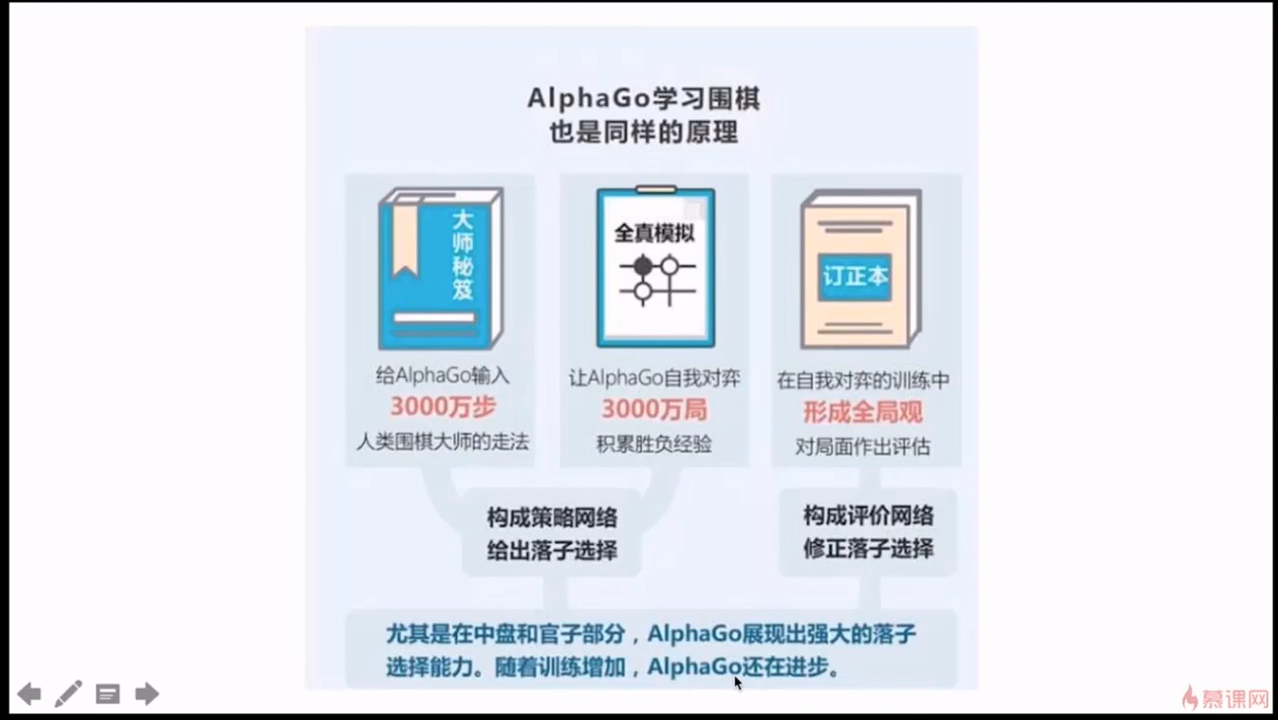 AlphaGo学习围棋
也是同样的原理
大师秘笈
给AlphaGo输入
3000万步
人类围棋大师的走法
全真模拟
让AlphaGo自我对弈
3000万局
积累胜负经验
订正本
在自我对弈的训练中
形成全局观
对局面作出评估
构成策略网络
给出落子选择
构成评价网络
修正落子选择
尤其是在中盘和官子部分，AlphaGo展现出强大的落子
选择能力。随着训练增加，AlphaGo还在进步。
慕课网